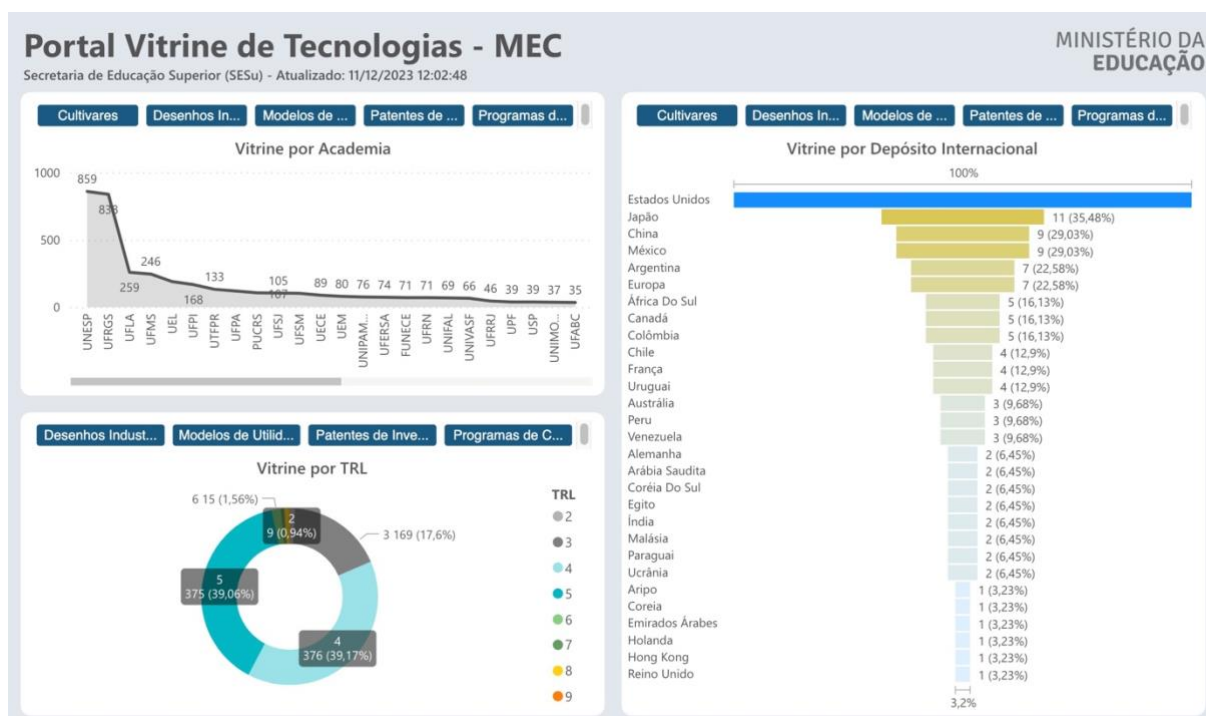 Portal Vitrine de Tecnologias - MEC
Secretaria de Educação Superior (SESu) - Atualizado: 11/12/2023 12:02:48
MINISTÉRIO DA
EDUCAÇÃO
Cultivares Desenhos In... Modelos de ... Patentes de ... Programas d...
Vitrine por Academia
1000
500
0
859
838
259
246
168
133
105
107
89 80 76 74 71 71 69 66 46 39 39 37 35
UNESP
UFRGS
UFLA
UFMS
UEL
UFPI
UTFPR
UFPA
PUCRS
UFSJ
UFSM
UECE
UEM
UNIPAM...
UFERSA
FUNECE
UFRN
UNIFAL
UNIVASF
UFRRJ
UPF
USP
UNIMO...
UFABC
Desenhos Indust... Modelos de Utilid... Patentes de Inve... Programas de C...
Vitrine por TRL
6 15 (1,56%)
2
9 (0,94%)
3 169 (17,6%)
5
375 (39,06%)
4
376 (39,17%)
TRL
2
3
4
5
6
7
8
9
Cultivares Desenhos In... Modelos de ... Patentes de ... Programas d...
Vitrine por Depósito Internacional
100%
Estados Unidos
Japão 11 (35,48%)
China 9 (29,03%)
México 9 (29,03%)
Argentina 7 (22,58%)
Europa 7 (22,58%)
África Do Sul 5 (16,13%)
Canadá 5 (16,13%)
Colômbia 5 (16,13%)
Chile 4 (12,9%)
França 4 (12,9%)
Uruguai 4 (12,9%)
Austrália 3 (9,68%)
Peru 3 (9,68%)
Venezuela 3 (9,68%)
Alemanha 2 (6,45%)
Arábia Saudita 2 (6,45%)
Coréia Do Sul 2 (6,45%)
Egito 2 (6,45%)
Índia 2 (6,45%)
Malásia 2 (6,45%)
Paraguai 2 (6,45%)
Ucrânia 2 (6,45%)
Aripo 1 (3,23%)
Coreia 1 (3,23%)
Emirados Árabes 1 (3,23%)
Holanda 1 (3,23%)
Hong Kong 1 (3,23%)
Reino Unido 1 (3,23%)
3,2%